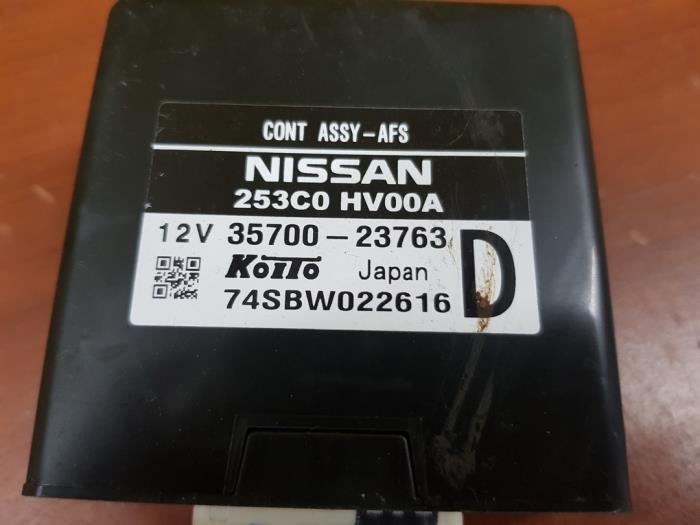 CONT ASSY-AFS
NISSAN
253C0 HV00A
12V 35700-23763 D
KOITO Japan
74SBW022616